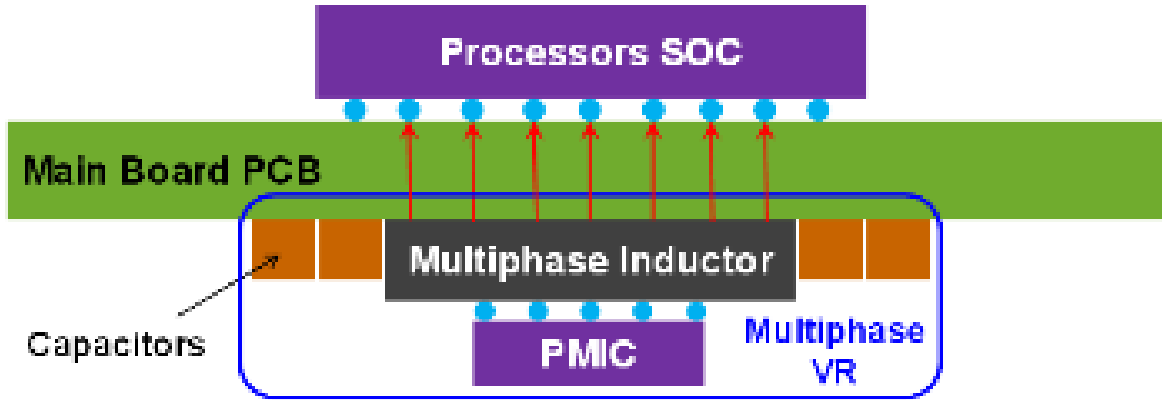 Processors SOC
Main Board PCB
Multiphase Inductor
Capacitors
PMIC
Multiphase
VR